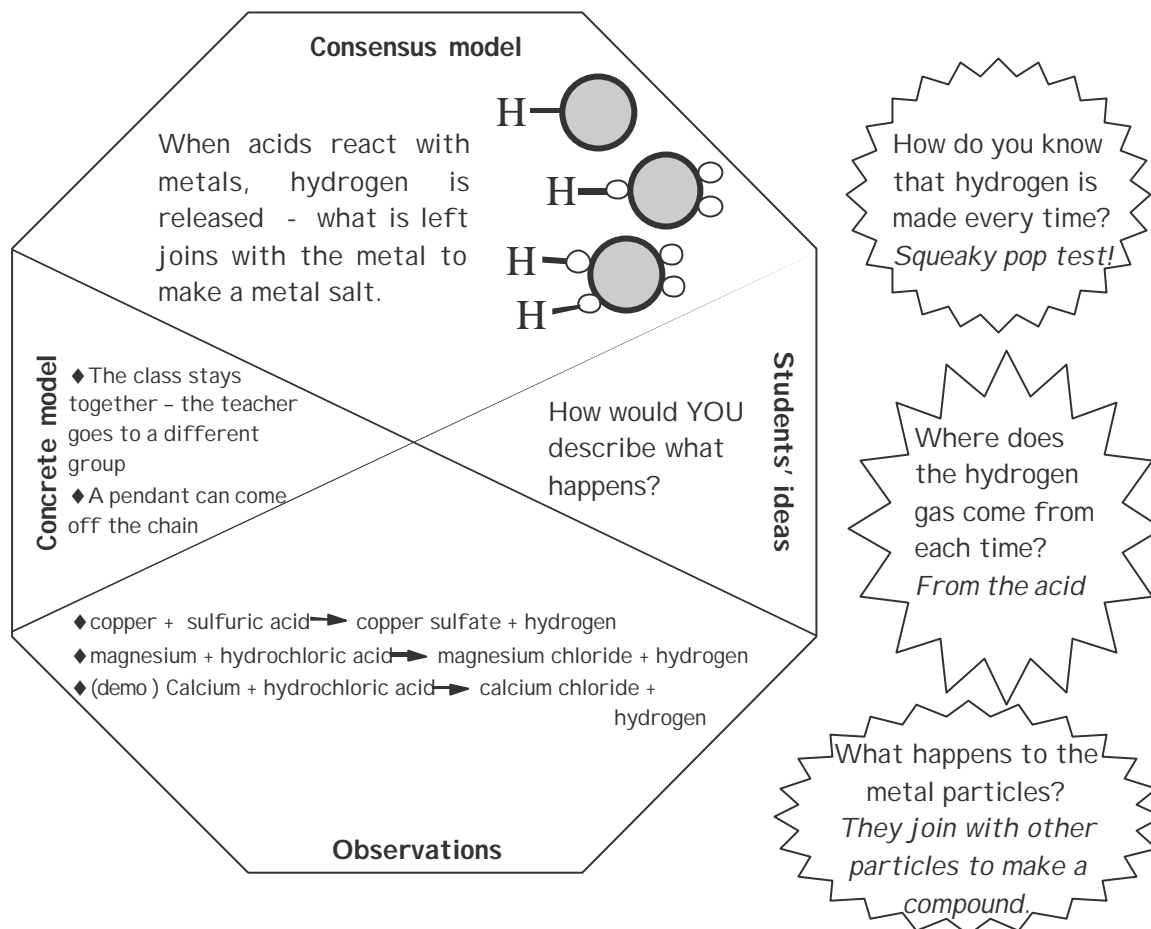 Consensus model
When acids react with
metals, hydrogen is
released - what is left
joins with the metal to
make a metal salt.
H
H
H
H
Concrete model
♦ The class stays
together – the teacher
goes to a different
group
♦ A pendant can come
off the chain
How would YOU
describe what
happens?
Students' ideas
♦ copper + sulfuric acid → copper sulfate + hydrogen
♦ magnesium + hydrochloric acid → magnesium chloride + hydrogen
♦ (demo) Calcium + hydrochloric acid → calcium chloride +
hydrogen
Observations
How do you know
that hydrogen is
made every time?
Squeaky pop test!
Where does
the hydrogen
gas come from
each time?
From the acid
What happens to the
metal particles?
They join with other
particles to make a
compound.